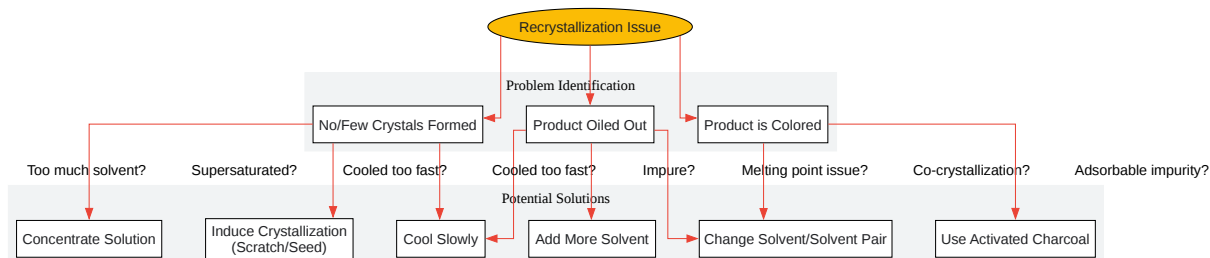 Recrystallization Issue
Problem Identification
No/Few Crystals Formed
Product Oiled Out
Product is Colored
Too much solvent?
Supersaturated?
Cooled too fast?
Cooled too fast?
Impure?
Melting point issue?
Co-crystallization?
Adsorbable impurity?
Potential Solutions
Concentrate Solution
Induce Crystallization
(Scratch/Seed)
Cool Slowly
Add More Solvent
Change Solvent/Solvent Pair
Use Activated Charcoal